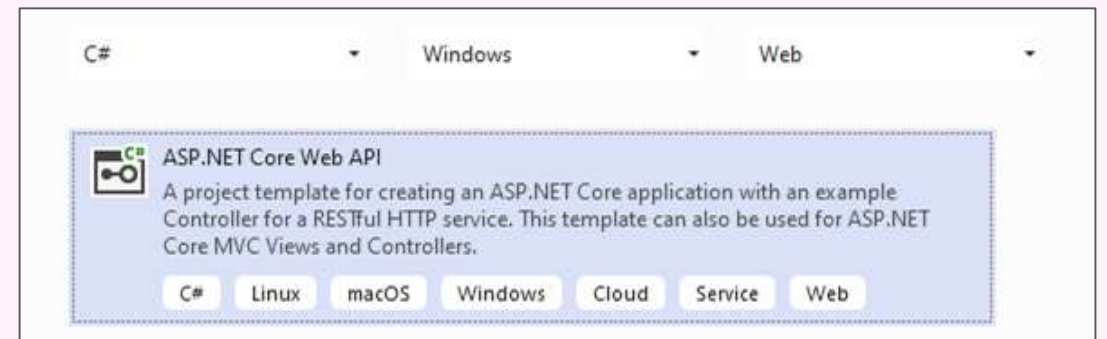 C# Windows Web
C#
ASP.NET Core Web API
A project template for creating an ASP.NET Core application with an example
Controller for a RESTful HTTP service. This template can also be used for ASP.NET
Core MVC Views and Controllers.
C# Linux macOS Windows Cloud Service Web